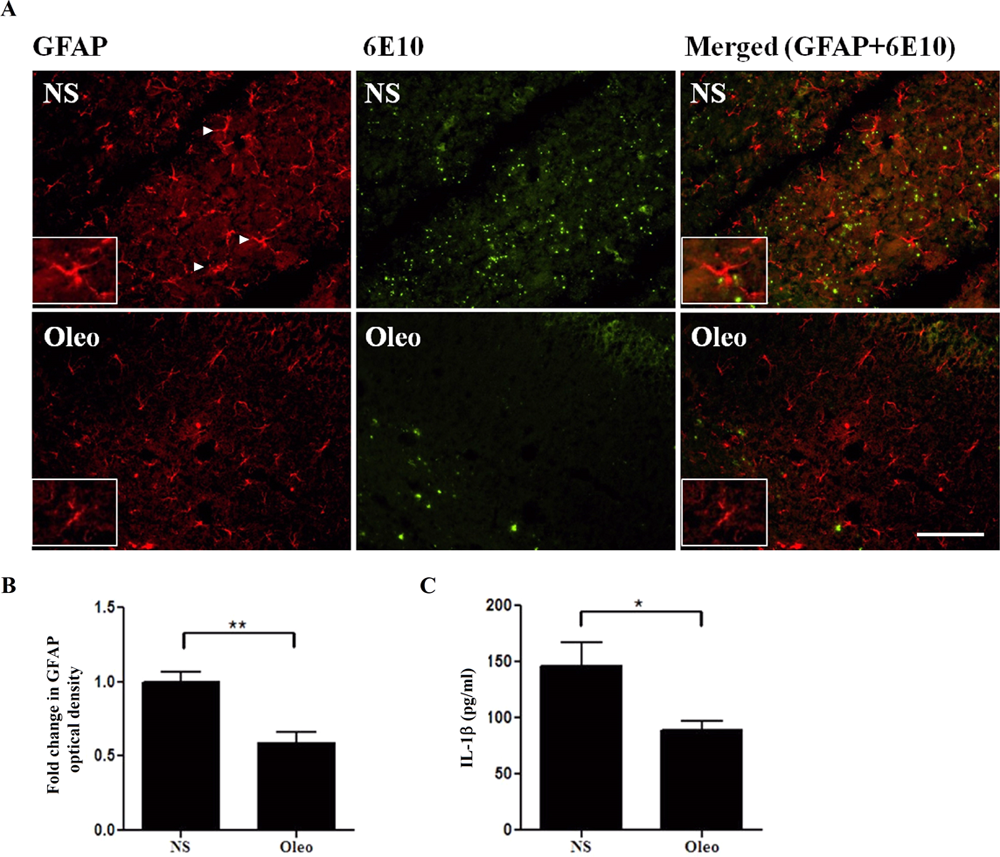 A
GFAP 6E10 Merged (GFAP+6E10)
NS NS NS
Oleo Oleo Oleo
B
Fold change in GFAP
optical density
1.5
1.0
0.5
0.0
**
NS Oleo
C
IL-1β (pg/ml)
200
150
100
50
0
*
NS Oleo